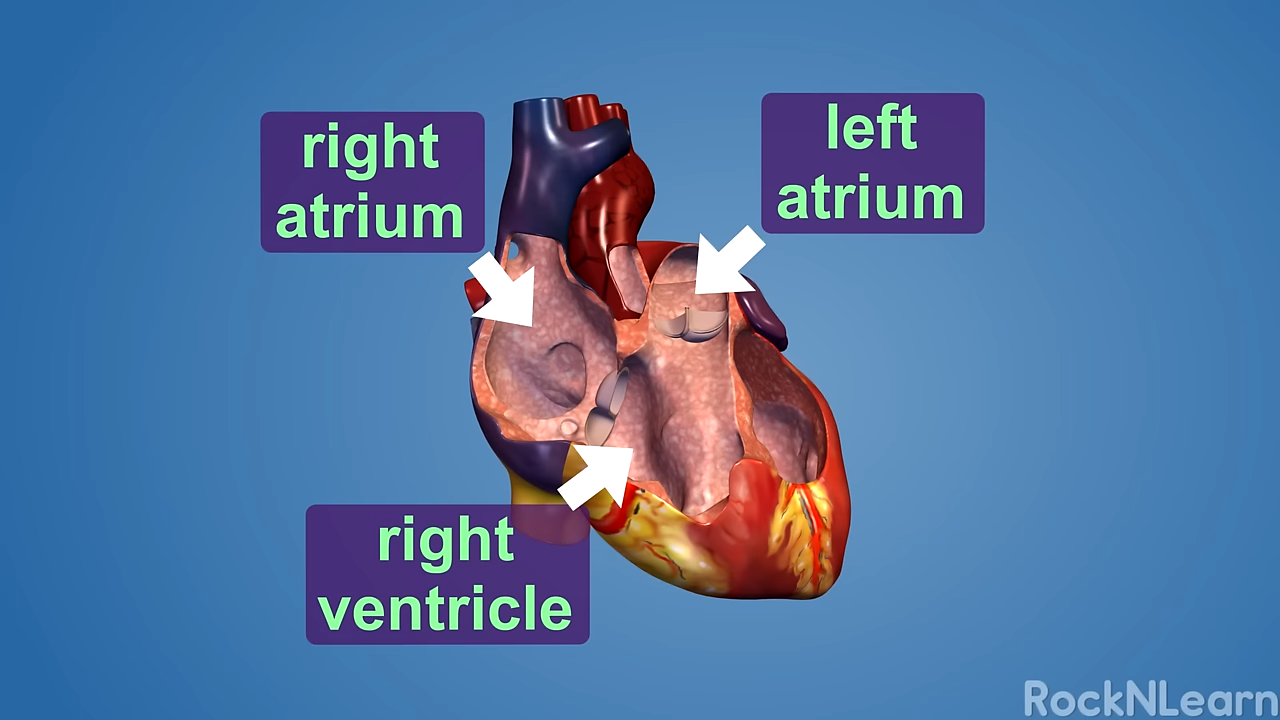 right
atrium
left
atrium
right
ventricle
RockNLearn